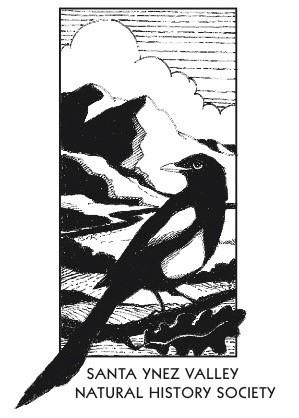 SANTA YNEZ VALLEY
NATURAL HISTORY SOCIETY